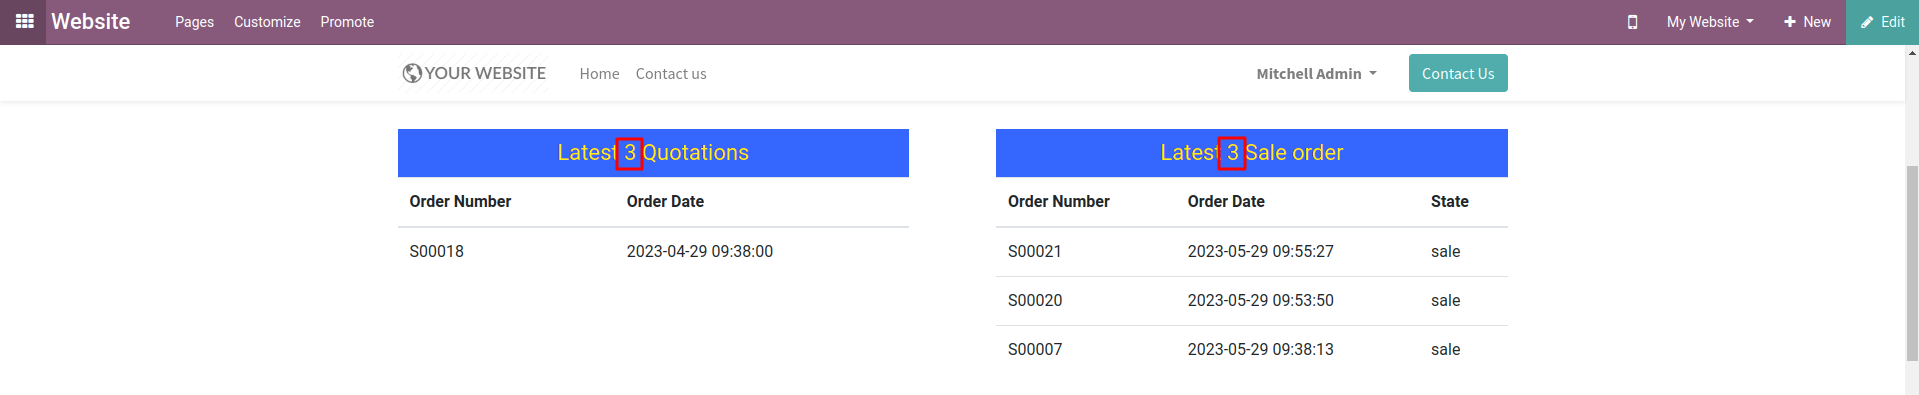 Website Pages Customize Promote My Website New Edit
YOUR WEBSITE Home Contact us Mitchell Admin Contact Us
Latest 3 Quotations
Order Number Order Date
S00018 2023-04-29 09:38:00
Latest 3 Sale order
Order Number Order Date State
S00021 2023-05-29 09:55:27 sale
S00020 2023-05-29 09:53:50 sale
S00007 2023-05-29 09:38:13 sale